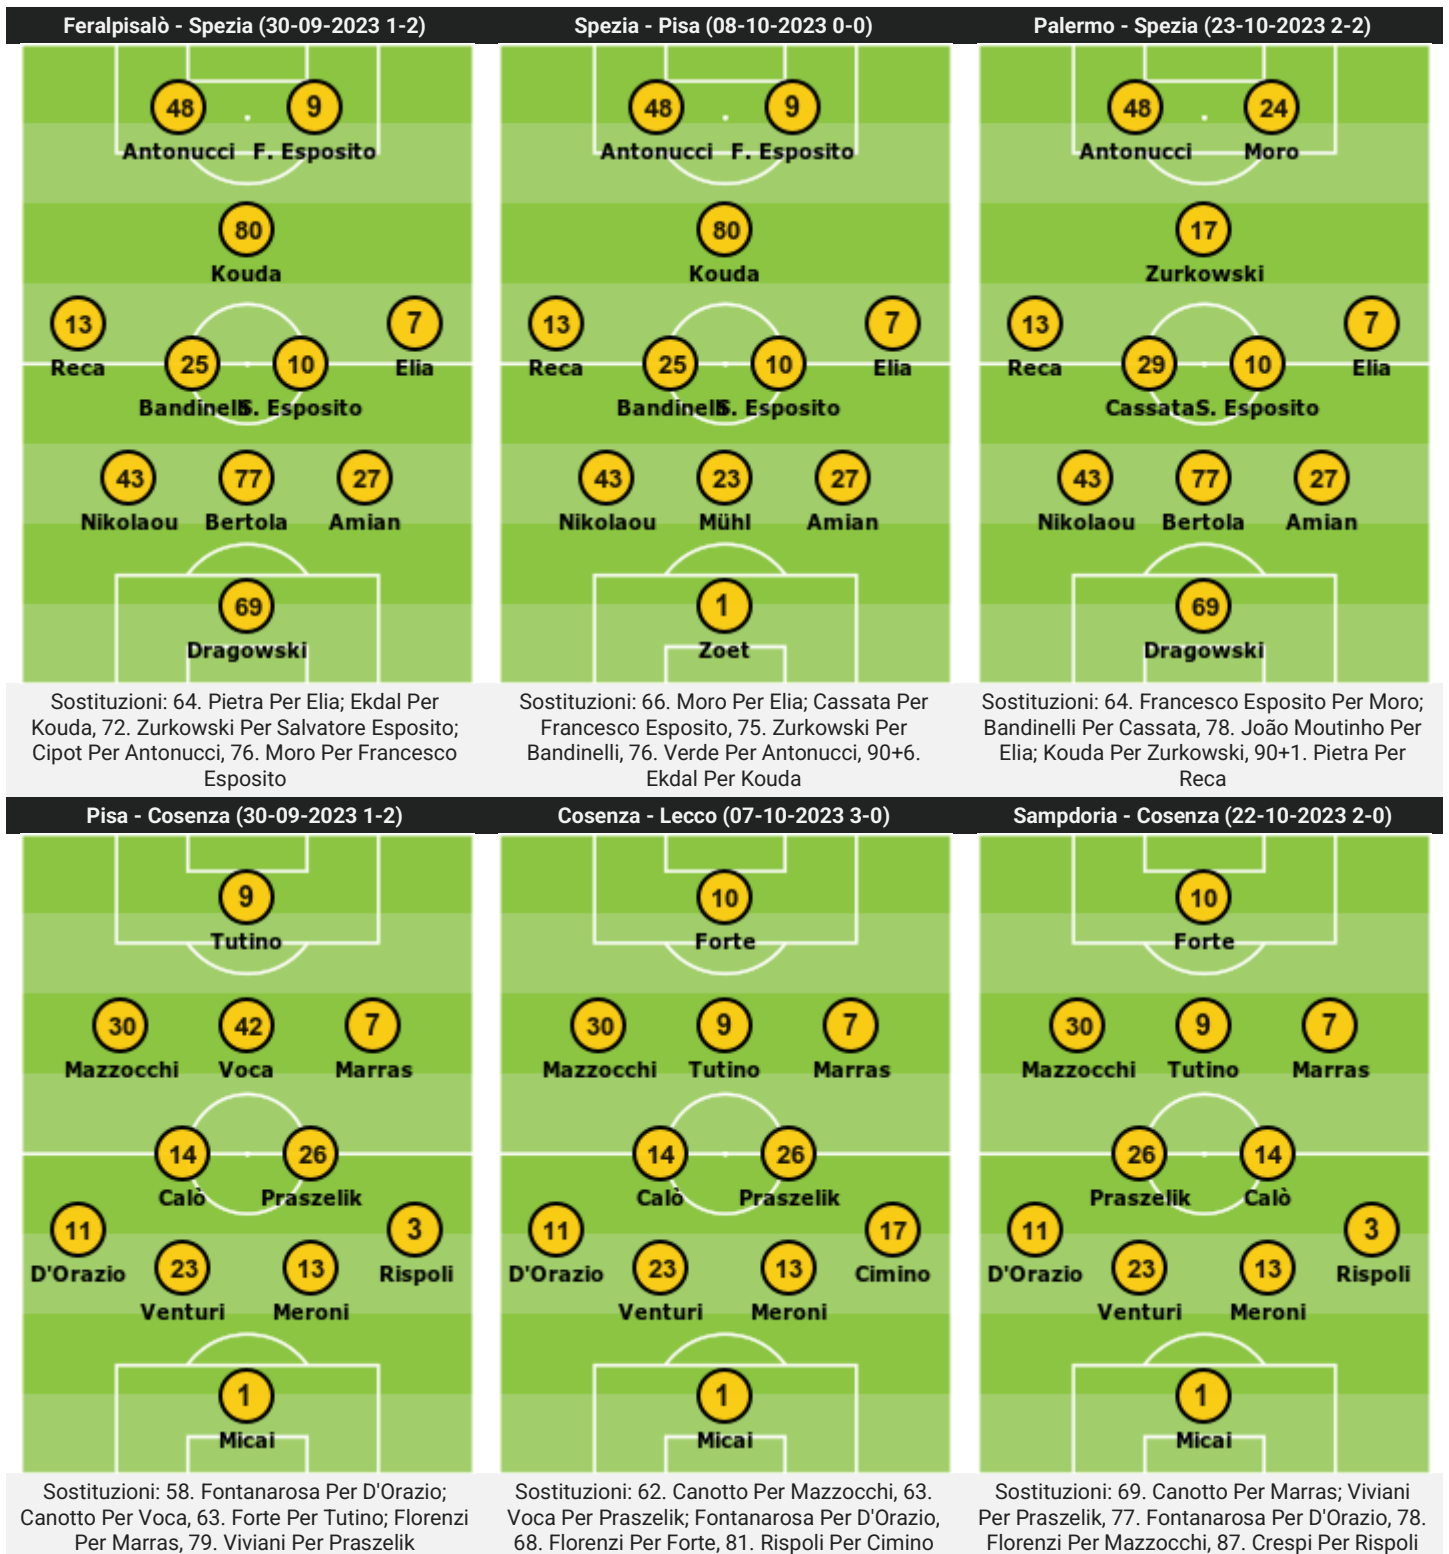 Feralpisalò - Spezia (30-09-2023 1-2)
48 9
Antonucci F. Esposito
80
Kouda
13 7
Reca Elia
25 10
Bandinelli S. Esposito
43 77 27
Nikolaou Bertola Amian
69
Dragowski
Sostituzioni: 64. Pietra Per Elia; Ekdal Per
Kouda, 72. Zurkowski Per Salvatore Esposito;
Cipot Per Antonucci, 76. Moro Per Francesco
Esposito
Spezia - Pisa (08-10-2023 0-0)
48 9
Antonucci F. Esposito
80
Kouda
13 7
Reca Elia
25 10
Bandinelli S. Esposito
43 23 27
Nikolaou Mühl Amian
1
Zoet
Sostituzioni: 66. Moro Per Elia; Cassata Per
Francesco Esposito, 75. Zurkowski Per
Bandinelli, 76. Verde Per Antonucci, 90+6.
Ekdal Per Kouda
Palermo - Spezia (23-10-2023 2-2)
48 24
Antonucci Moro
17
Zurkowski
13 7
Reca Elia
29 10
Cassata S. Esposito
43 77 27
Nikolaou Bertola Amian
69
Dragowski
Sostituzioni: 64. Francesco Esposito Per Moro;
Bandinelli Per Cassata, 78. João Moutinho Per
Elia; Kouda Per Zurkowski, 90+1. Pietra Per
Reca
Pisa - Cosenza (30-09-2023 1-2)
9
Tutino
30 42 7
Mazzocchi Voca Marras
14 26
Calò Praszelik
11 3
D'Orazio Rispoli
23 13
Venturi Meroni
1
Micai
Sostituzioni: 58. Fontanarosa Per D'Orazio;
Canotto Per Voca, 63. Forte Per Tutino; Florenzi
Per Marras, 79. Viviani Per Praszelik
Cosenza - Lecco (07-10-2023 3-0)
10
Forte
30 9 7
Mazzocchi Tutino Marras
14 26
Calò Praszelik
11 17
D'Orazio Cimino
23 13
Venturi Meroni
1
Micai
Sostituzioni: 62. Canotto Per Mazzocchi, 63.
Voca Per Praszelik; Fontanarosa Per D'Orazio,
68. Florenzi Per Forte, 81. Rispoli Per Cimino
Sampdoria - Cosenza (22-10-2023 2-0)
10
Forte
30 9 7
Mazzocchi Tutino Marras
26 14
Praszelik Calò
11 3
D'Orazio Rispoli
23 13
Venturi Meroni
1
Micai
Sostituzioni: 69. Canotto Per Marras; Viviani
Per Praszelik, 77. Fontanarosa Per D'Orazio, 78.
Florenzi Per Mazzocchi, 87. Crespi Per Rispoli